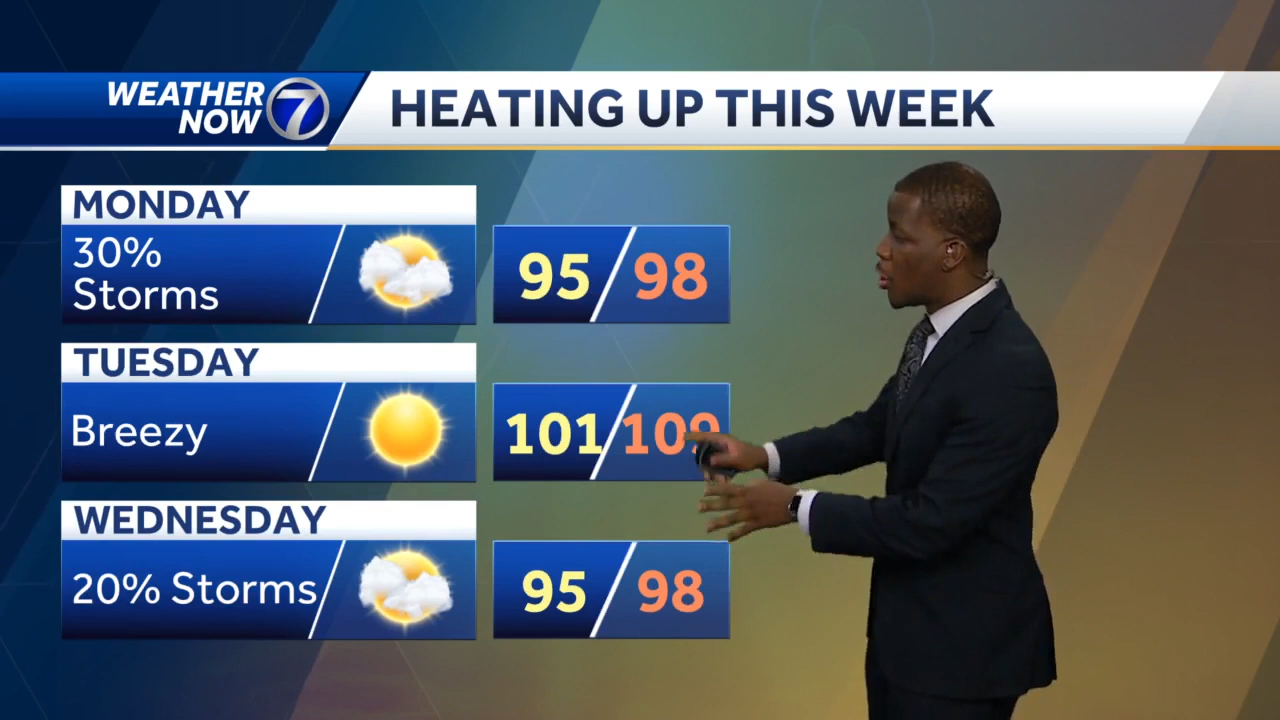 WEATHER
NOW 7
HEATING UP THIS WEEK
MONDAY
30%
Storms
95/98
TUESDAY
Breezy
101/109
WEDNESDAY
20% Storms
95/98